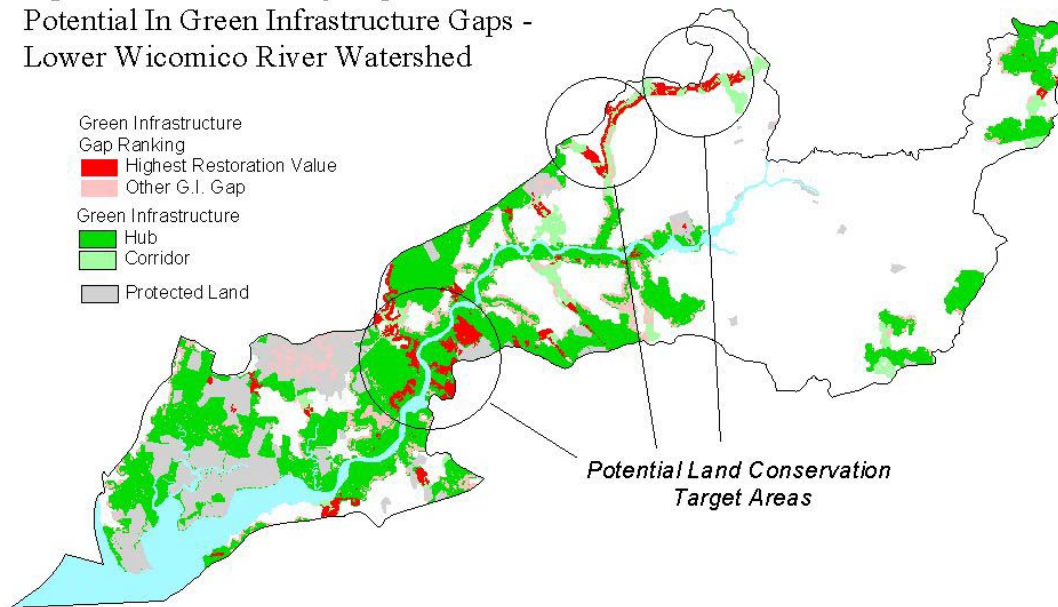 Potential In Green Infrastructure Gaps -
Lower Wicomico River Watershed
Green Infrastructure
Gap Ranking
Highest Restoration Value
Other G.I. Gap
Green Infrastructure
Hub
Corridor
Protected Land
Potential Land Conservation
Target Areas